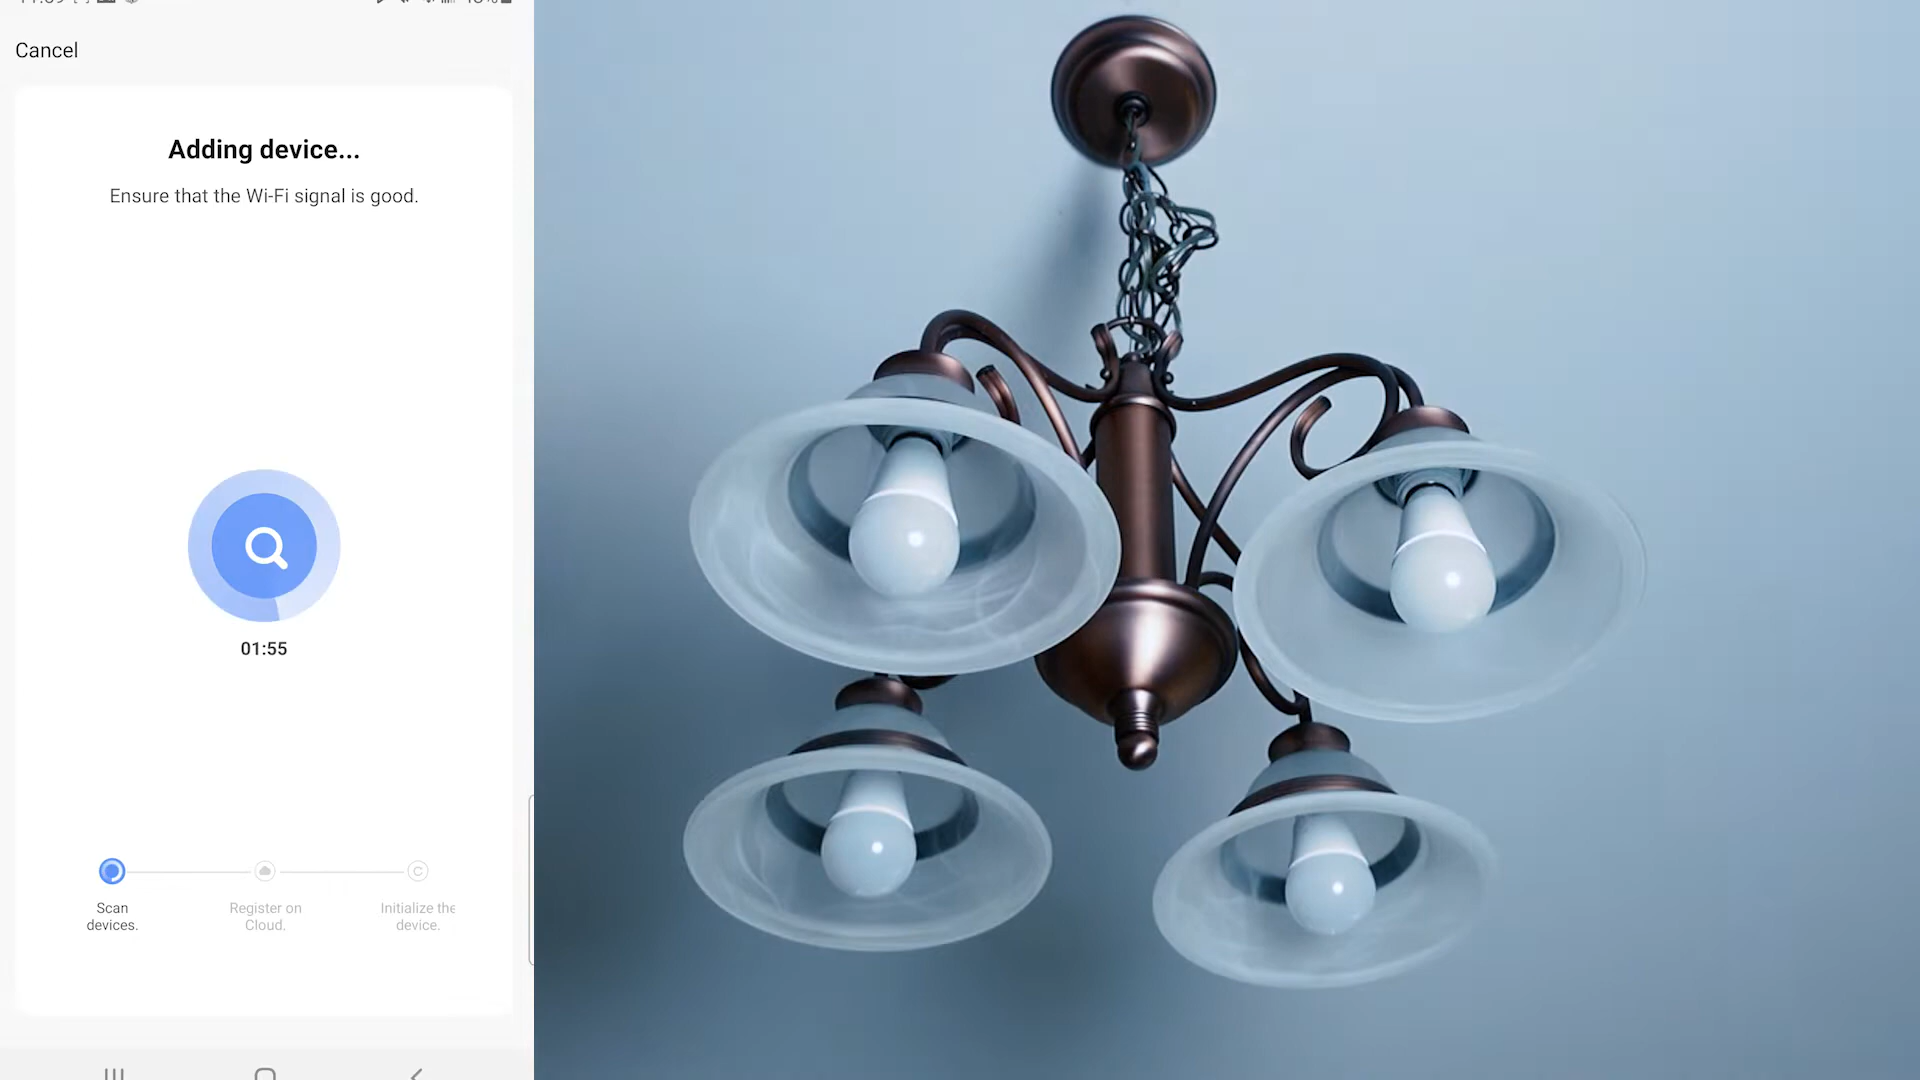 Cancel
Adding device...
Ensure that the Wi-Fi signal is good.
01:55
Scan
devices.
Register on
Cloud.
Initialize the
device.